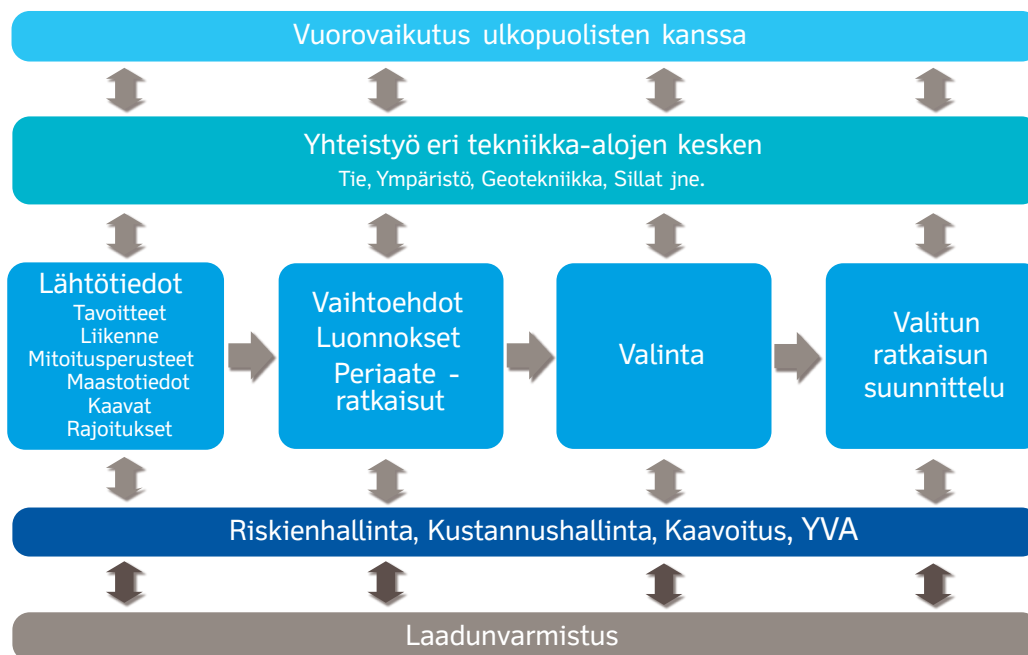 Vuorovaikutus ulkopuolisten kanssa
Yhteistyö eri tekniikka-alojen kesken
Tie, Ympäristö, Geotekniikka, Sillat jne.
Lähtötiedot
Tavoitteet
Liikenne
Mitoitusperusteet
Maastotiedot
Kaavat
Rajoitukset
Vaihtoehdot
Luonnokset
Periaate -
ratkaisut
Valinta
Valitun
ratkaisun
suunnittelu
Riskienhallinta, Kustannushallinta, Kaavoitus, YVA
Laadunvarmistus